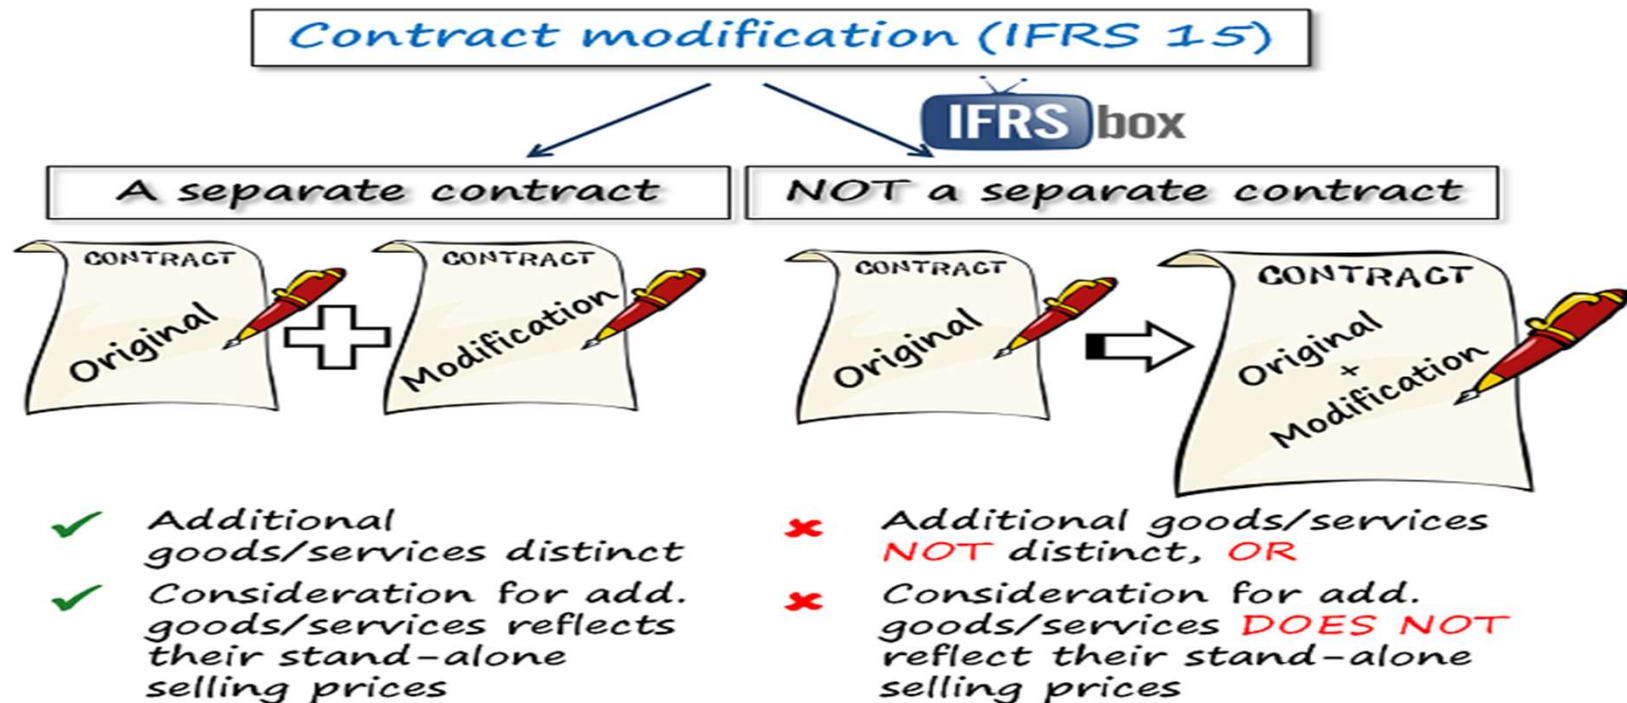 Contract modification (IFRS 15)
IFRS box
A separate contract
NOT a separate contract
CONTRACT
Original
CONTRACT
Modification
CONTRACT
Original
CONTRACT
Original
+
Modification
✔ Additional
goods/services distinct
✔ Consideration for add.
goods/services reflects
their stand-alone
selling prices
✘ Additional goods/services
NOT distinct, OR
✘ Consideration for add.
goods/services DOES NOT
reflect their stand-alone
selling prices